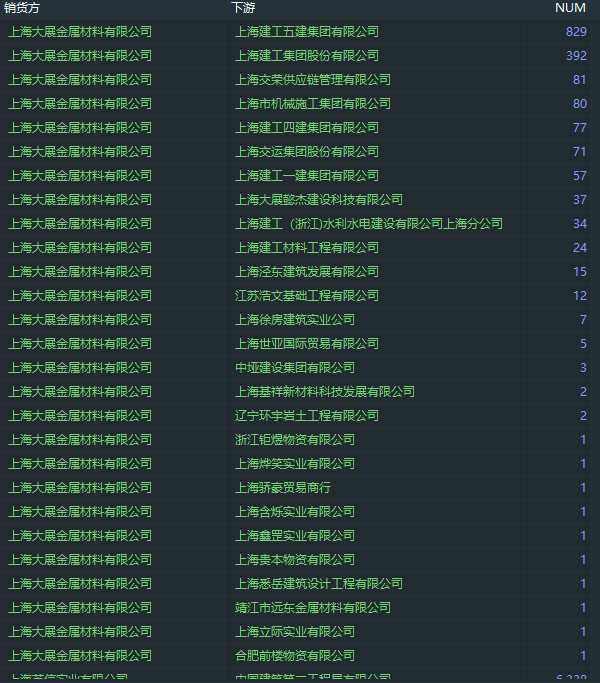 销货方 下游 NUM
上海大展金属材料有限公司 上海建工五建集团有限公司 829
上海大展金属材料有限公司 上海建工集团股份有限公司 392
上海大展金属材料有限公司 上海交荣供应链管理有限公司 81
上海大展金属材料有限公司 上海市机械施工集团有限公司 80
上海大展金属材料有限公司 上海建工四建集团有限公司 77
上海大展金属材料有限公司 上海交运集团股份有限公司 71
上海大展金属材料有限公司 上海建工一建集团有限公司 57
上海大展金属材料有限公司 上海大展懿杰建设科技有限公司 37
上海大展金属材料有限公司 上海建工（浙江)水利水电建设有限公司上海分公司 34
上海大展金属材料有限公司 上海建工材料工程有限公司 24
上海大展金属材料有限公司 上海泾东建筑发展有限公司 15
上海大展金属材料有限公司 江苏浩文基础工程有限公司 12
上海大展金属材料有限公司 上海徐房建筑实业公司 7
上海大展金属材料有限公司 上海世亚国际贸易有限公司 5
上海大展金属材料有限公司 中垭建设集团有限公司 3
上海大展金属材料有限公司 上海基祥新材料科技发展有限公司 2
上海大展金属材料有限公司 辽宁环宇岩土工程有限公司 2
上海大展金属材料有限公司 浙江钜煜物资有限公司 1
上海大展金属材料有限公司 上海烨笑实业有限公司 1
上海大展金属材料有限公司 上海骄豪贸易商行 1
上海大展金属材料有限公司 上海含烁实业有限公司 1
上海大展金属材料有限公司 上海鑫罡实业有限公司 1
上海大展金属材料有限公司 上海贵本物资有限公司 1
上海大展金属材料有限公司 上海悉岳建筑设计工程有限公司 1
上海大展金属材料有限公司 靖江市远东金属材料有限公司 1
上海大展金属材料有限公司 上海立际实业有限公司 1
上海大展金属材料有限公司 合肥前楼物资有限公司 1